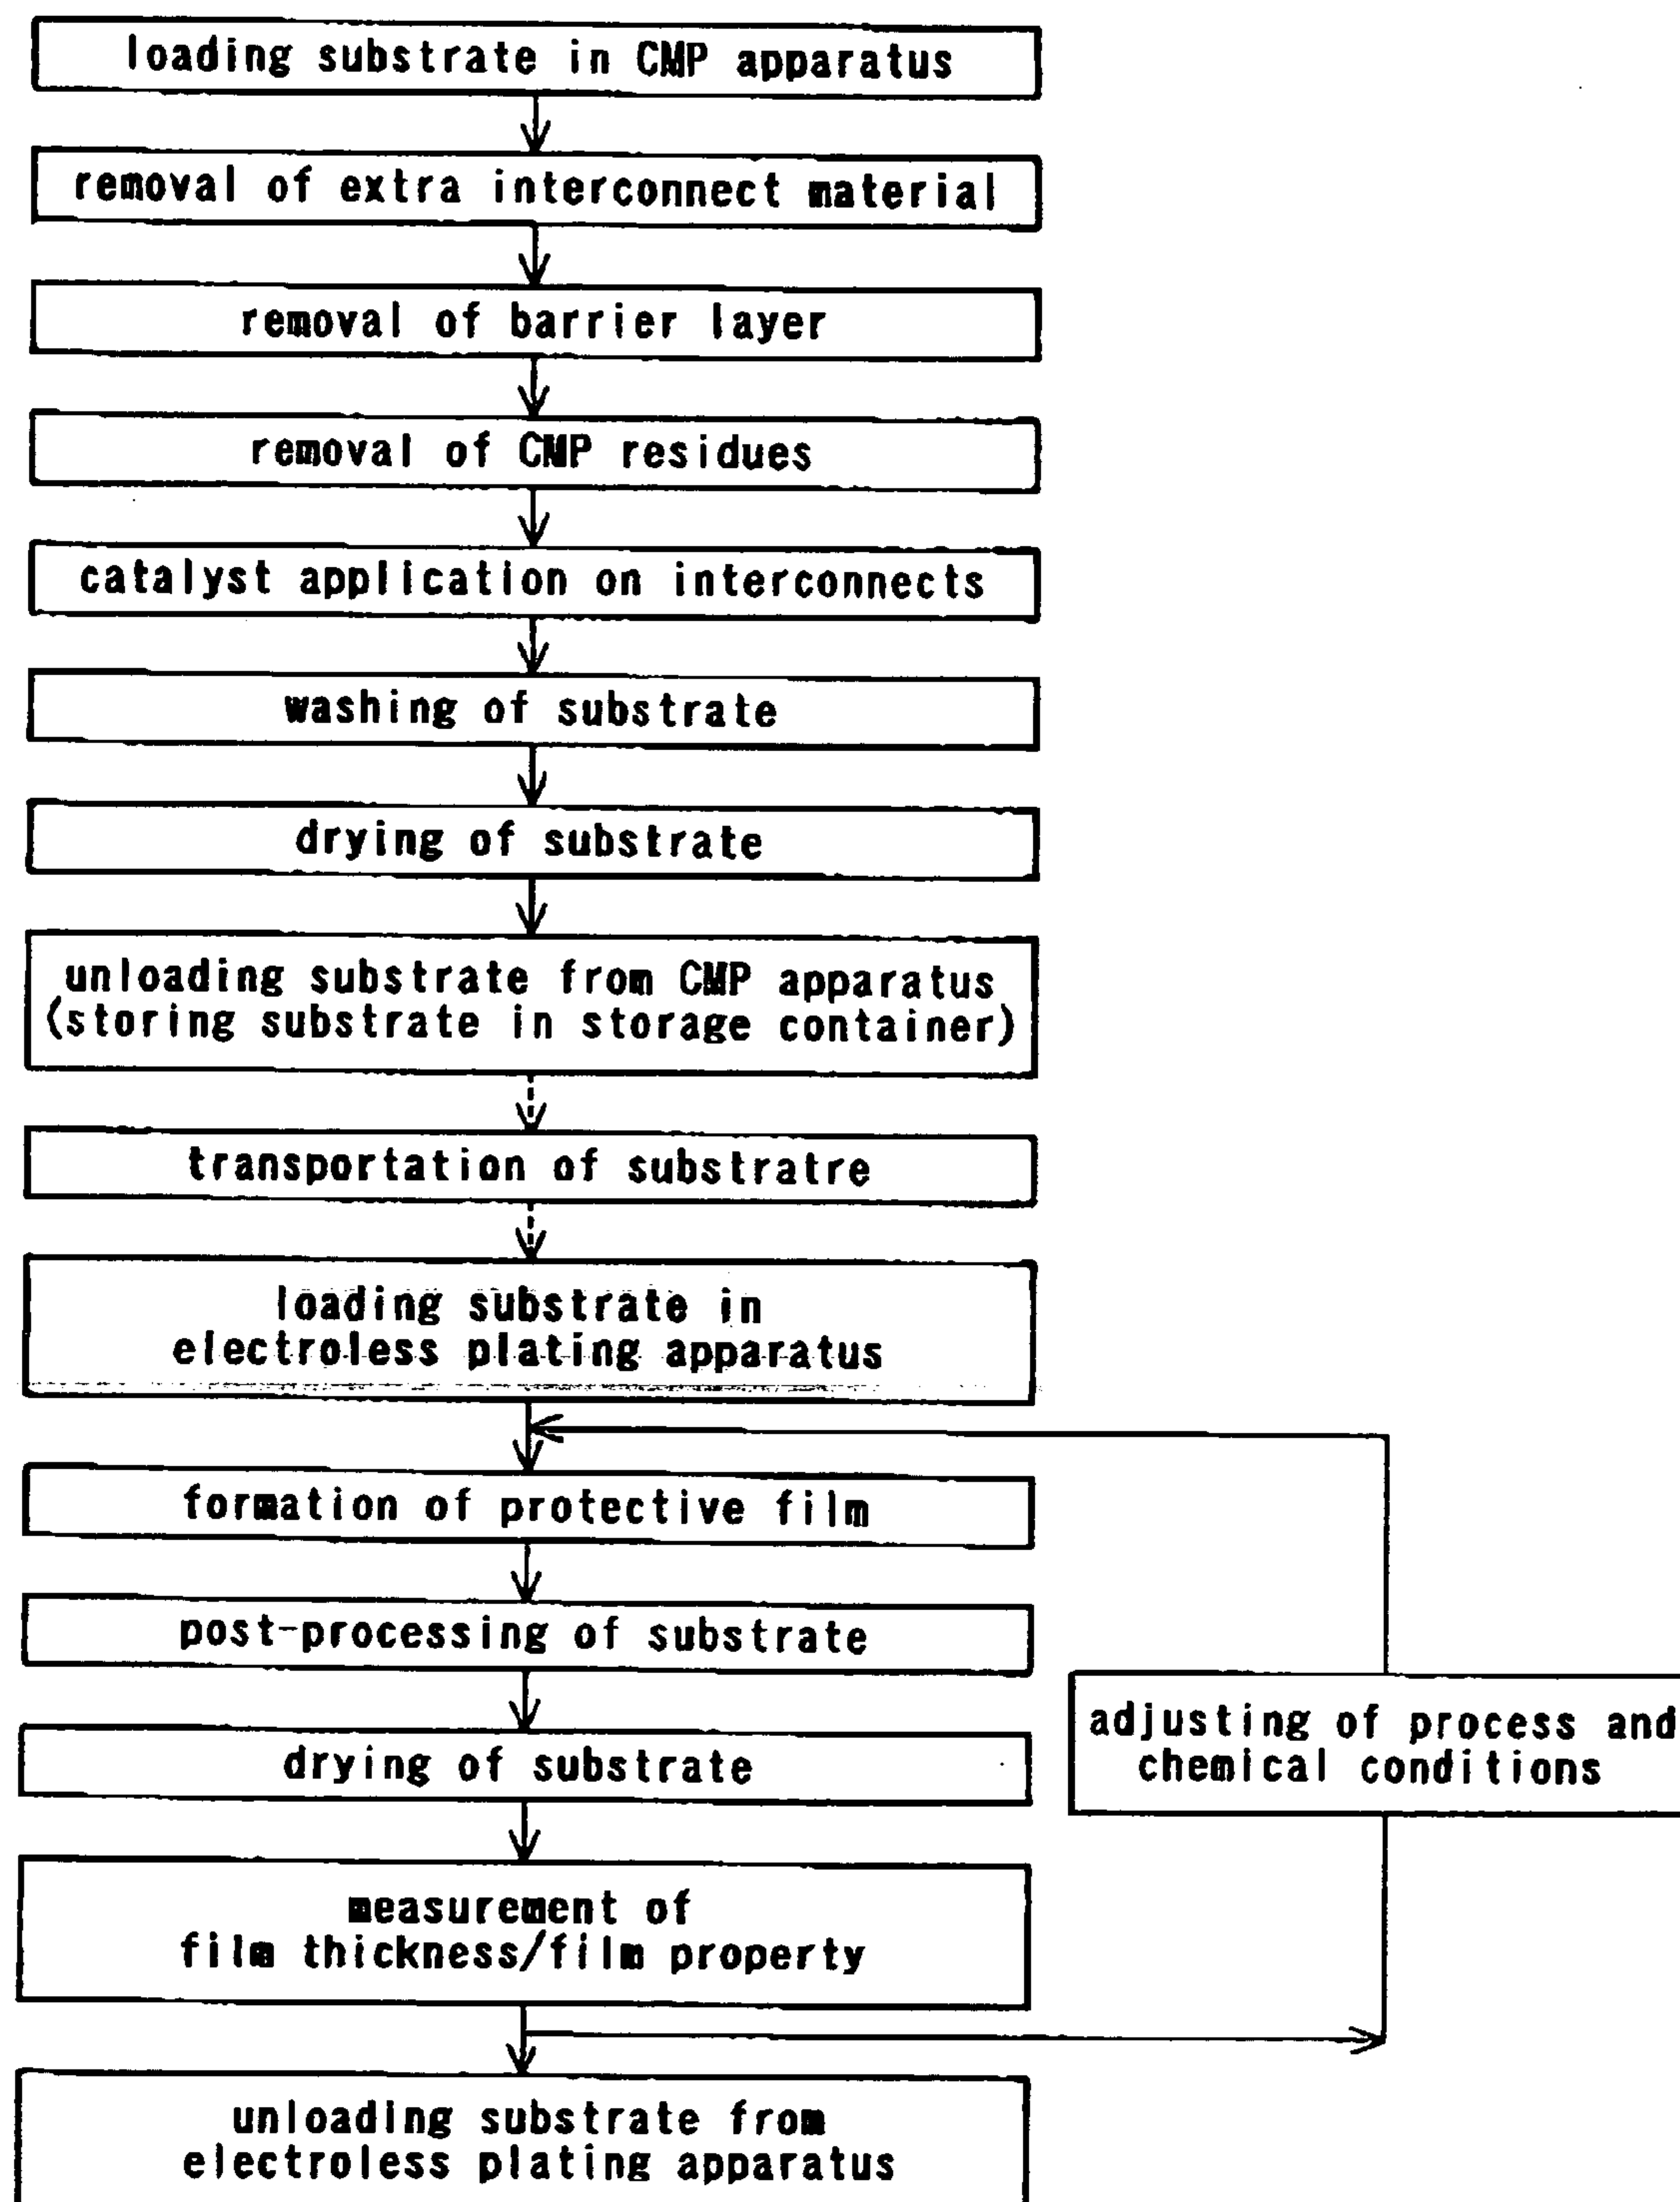 loading substrate in CMP apparatus
removal of extra interconnect material
removal of barrier layer
removal of CMP residues
catalyst application on interconnects
washing of substrate
drying of substrate
unloading substrate from CMP apparatus
(storing substrate in storage container)
transportation of substratre
loading substrate in
electroless plating apparatus
formation of protective film
post-processing of substrate
adjusting of process and
chemical conditions
drying of substrate
measurement of
film thickness/film property
unloading substrate from
electroless plating apparatus